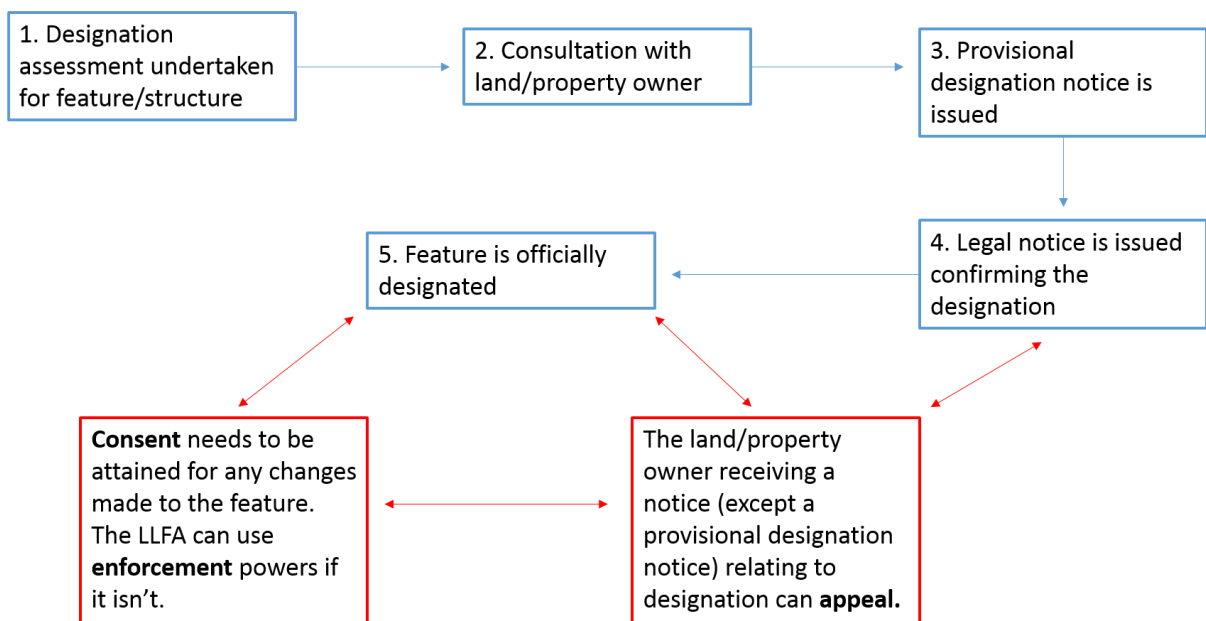 1. Designation
assessment undertaken
for feature/structure
2. Consultation with
land/property owner
3. Provisional
designation notice is
issued
4. Legal notice is issued
confirming the
designation
5. Feature is officially
designated
Consent needs to be
attained for any changes
made to the feature.
The LLFA can use
enforcement powers if
it isn't.
The land/property
owner receiving a
notice (except a
provisional designation
notice) relating to
designation can appeal.